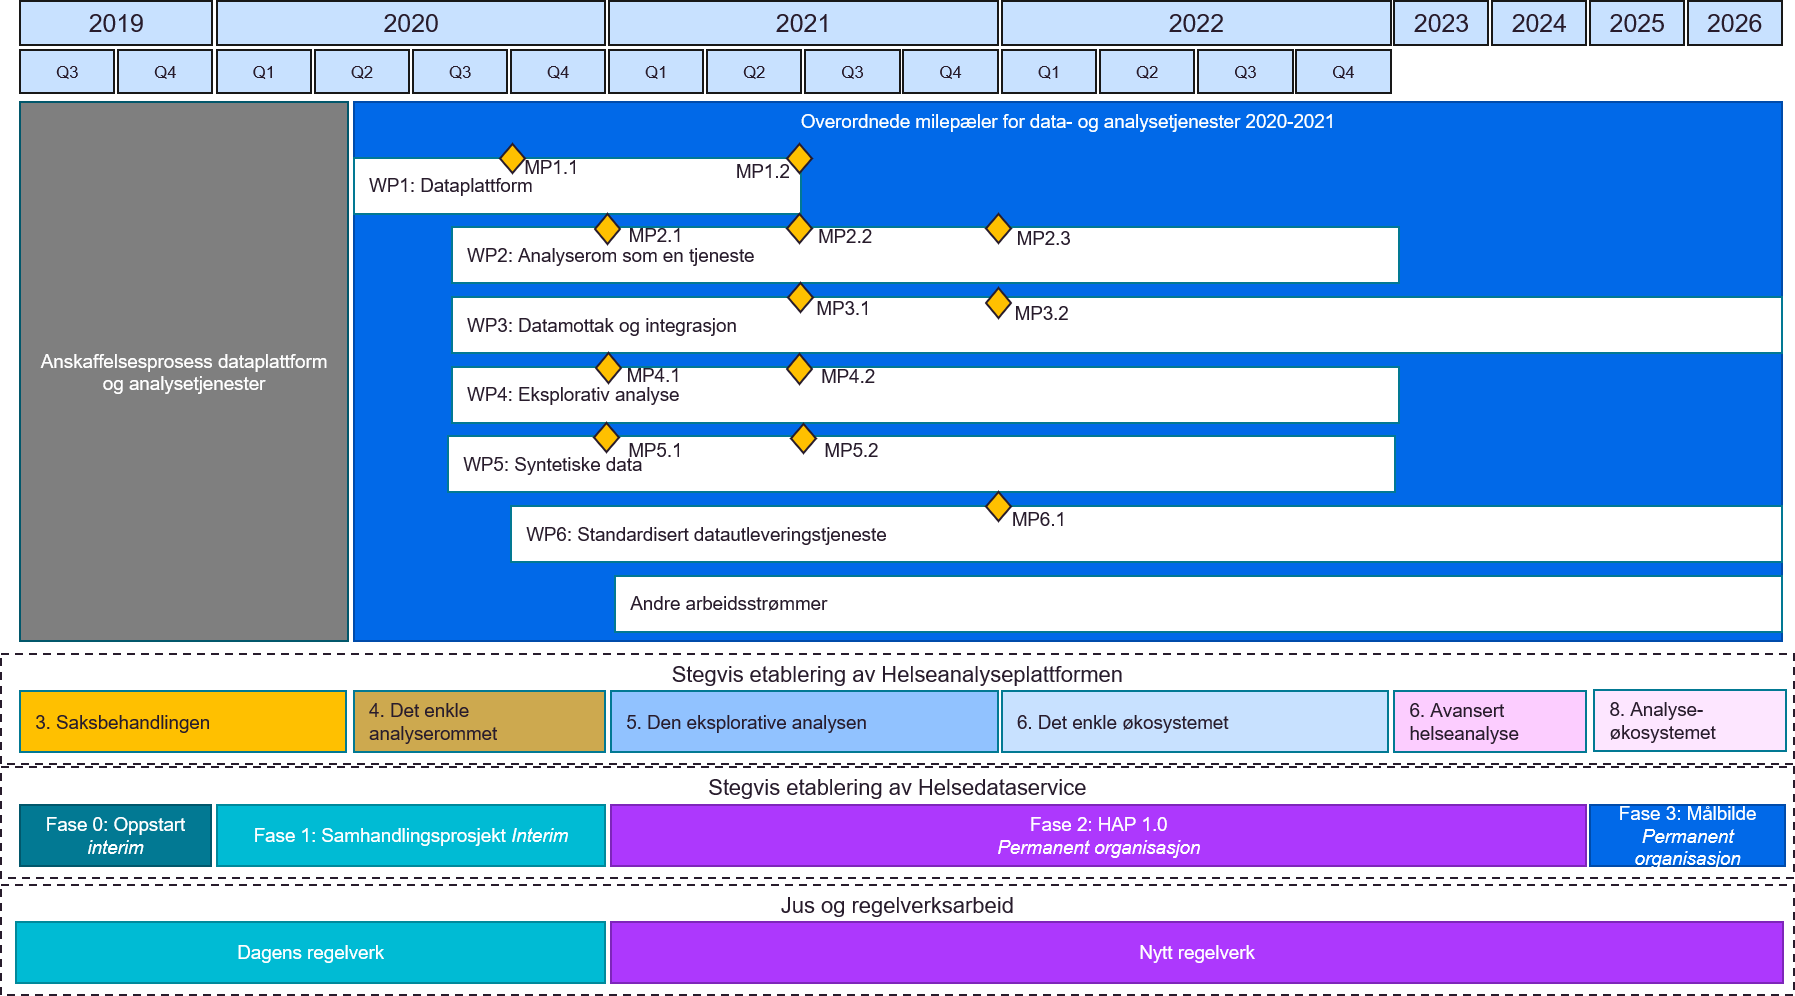 2019
2020
2021
2022
2023
2024
2025
2026
Q3
Q4
Q1
Q2
Q3
Q4
Q1
Q2
Q3
Q4
Q1
Q2
Q3
Q4
Overordnede milepæler for data- og analysetjenester 2020-2021
Anskaffelsesprosess dataplattform
og analysetjenester
MP1.1
MP1.2
WP1: Dataplattform
MP2.1
MP2.2
MP2.3
WP2: Analyserom som en tjeneste
MP3.1
MP3.2
WP3: Datamottak og integrasjon
MP4.1
MP4.2
WP4: Eksplorativ analyse
MP5.1
MP5.2
WP5: Syntetiske data
MP6.1
WP6: Standardisert datautleveringstjeneste
Andre arbeidsstrømmer
Stegvis etablering av Helseanalyseplattformen
3. Saksbehandlingen
4. Det enkle
analyserommet
5. Den eksplorative analysen
6. Det enkle økosystemet
6. Avansert
helseanalyse
8. Analyse-
økosystemet
Stegvis etablering av Helsedataservice
Fase 0: Oppstart
interim
Fase 1: Samhandlingsprosjekt Interim
Fase 2: HAP 1.0
Permanent organisasjon
Fase 3: Målbilde
Permanent
organisasjon
Jus og regelverksarbeid
Dagens regelverk
Nytt regelverk